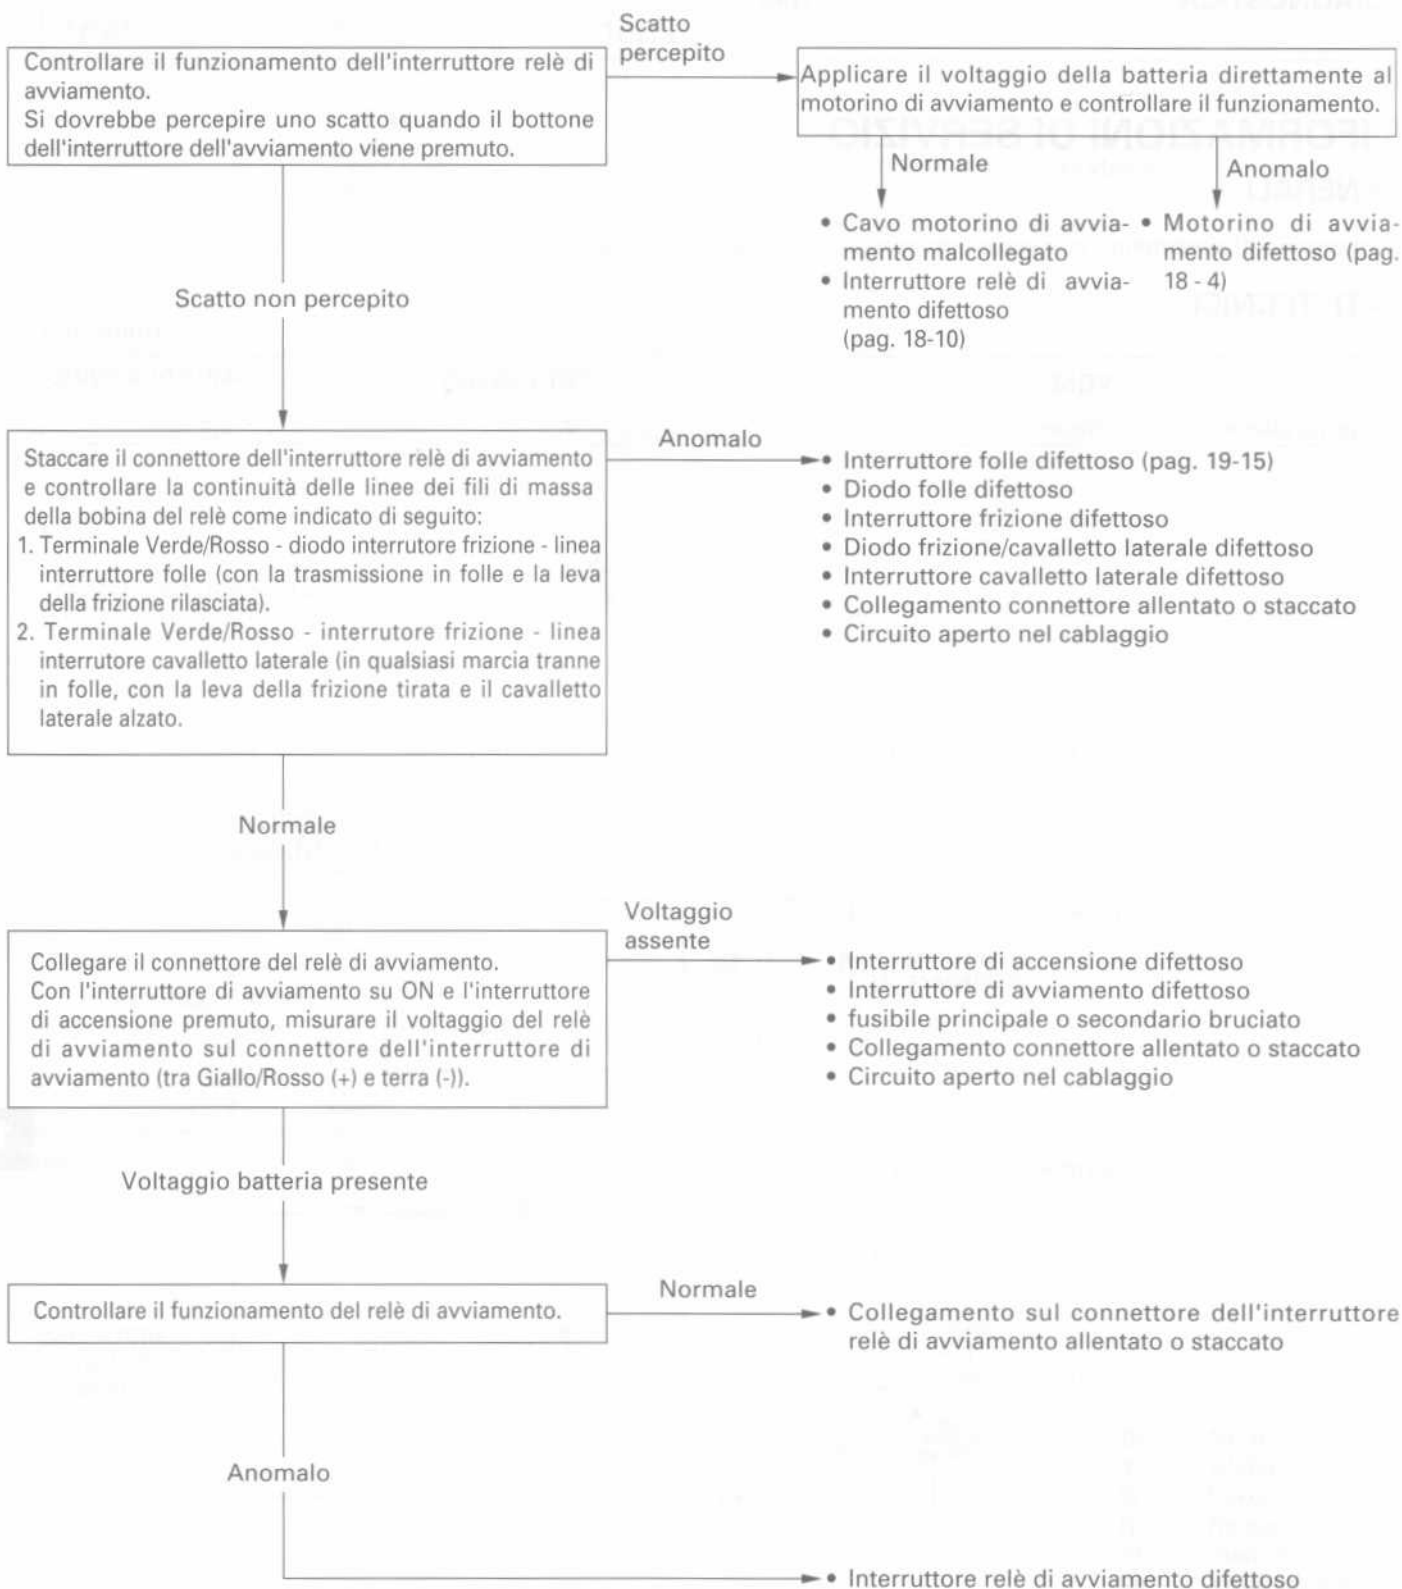 Scatto
percepito
Controllare il funzionamento dell'interruttore relè di
avviamento.
Si dovrebbe percepire uno scatto quando il bottone
dell'interruttore dell'avviamento viene premuto.
Applicare il voltaggio della batteria direttamente al
motorino di avviamento e controllare il funzionamento.
Normale
Anomalo
• Cavo motorino di avvia-
mento malcollegato
• Interruttore relè di avvia-
mento difettoso
(pag. 18-10)
• Motorino di avvia-
mento difettoso (pag.
18 - 4)
Scatto non percepito
Staccare il connettore dell'interruttore relè di avviamento
e controllare la continuità delle linee dei fili di massa
della bobina del relè come indicato di seguito:
1. Terminale Verde/Rosso - diodo interrutore frizione - linea
interruttore folle (con la trasmissione in folle e la leva
della frizione rilasciata).
2. Terminale Verde/Rosso - interrutore frizione - linea
interrutore cavalletto laterale (in qualsiasi marcia tranne
in folle, con la leva della frizione tirata e il cavalletto
laterale alzato.
Anomalo
• Interruttore folle difettoso (pag. 19-15)
• Diodo folle difettoso
• Interruttore frizione difettoso
• Diodo frizione/cavalletto laterale difettoso
• Interruttore cavalletto laterale difettoso
• Collegamento connettore allentato o staccato
• Circuito aperto nel cablaggio
Normale
Collegare il connettore del relè di avviamento.
Con l'interruttore di avviamento su ON e l'interruttore
di accensione premuto, misurare il voltaggio del relè
di avviamento sul connettore dell'interruttore di
avviamento (tra Giallo/Rosso (+) e terra (-)).
Voltaggio
assente
• Interruttore di accensione difettoso
• Interruttore di avviamento difettoso
• fusibile principale o secondario bruciato
• Collegamento connettore allentato o staccato
• Circuito aperto nel cablaggio
Voltaggio batteria presente
Controllare il funzionamento del relè di avviamento.
Normale
• Collegamento sul connettore dell'interruttore
relè di avviamento allentato o staccato
Anomalo
• Interruttore relè di avviamento difettoso